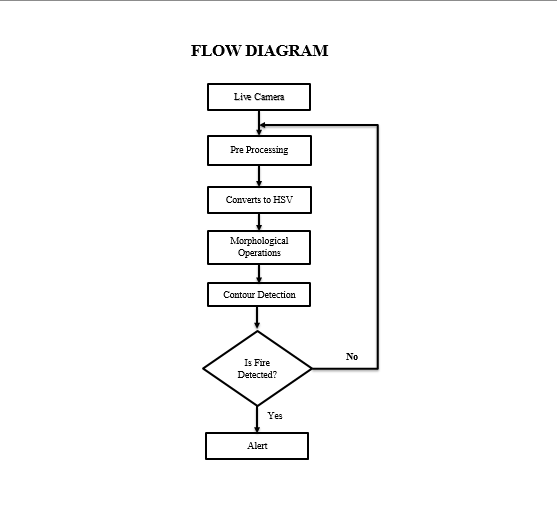 FLOW DIAGRAM
Live Camera
Pre Processing
Converts to HSV
Morphological
Operations
Contour Detection
Is Fire
Detected?
No
Yes
Alert